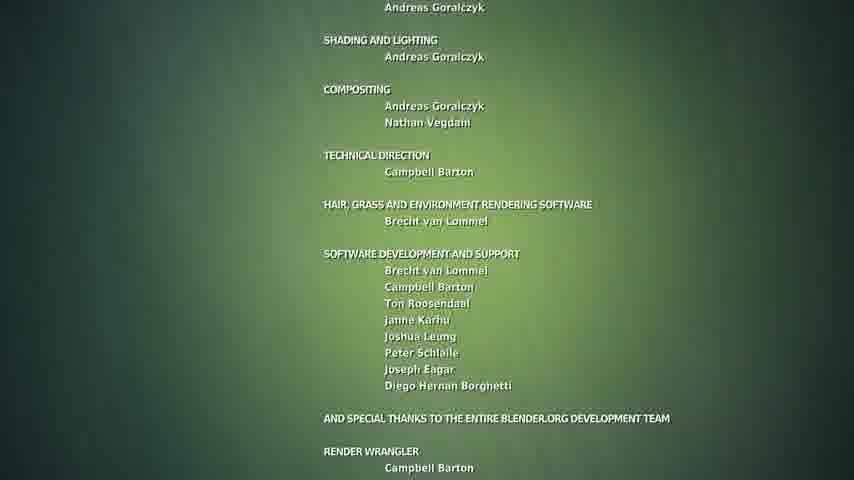 Andreas Goralczyk
SHADING AND LIGHTING
Andreas Goralczyk
COMPOSITING
Andreas Goralczyk
Nathan Vegdahl
TECHNICAL DIRECTION
Campbell Barton
HAIR, GRASS AND ENVIRONMENT RENDERING SOFTWARE
Brecht van Lommel
SOFTWARE DEVELOPMENT AND SUPPORT
Brecht van Lommel
Campbell Barton
Ton Roosendaal
Janne Karhu
Joshua Leung
Peter Schlaile
Joseph Eagar
Diego Hernan Borghetti
AND SPECIAL THANKS TO THE ENTIRE BLENDER.ORG DEVELOPMENT TEAM
RENDER WRANGLER
Campbell Barton